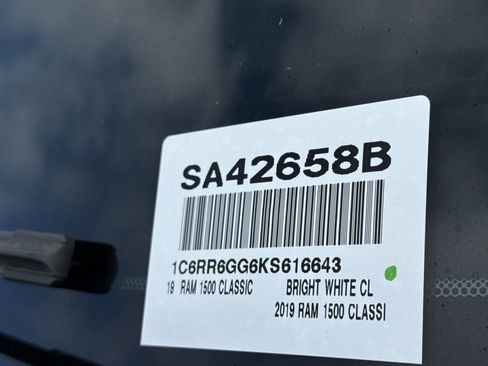 SA42658B
1C6RR6GG6KS616643
19 RAM 1500 CLASSIC BRIGHT WHITE CL
2019 RAM 1500 CLASSI